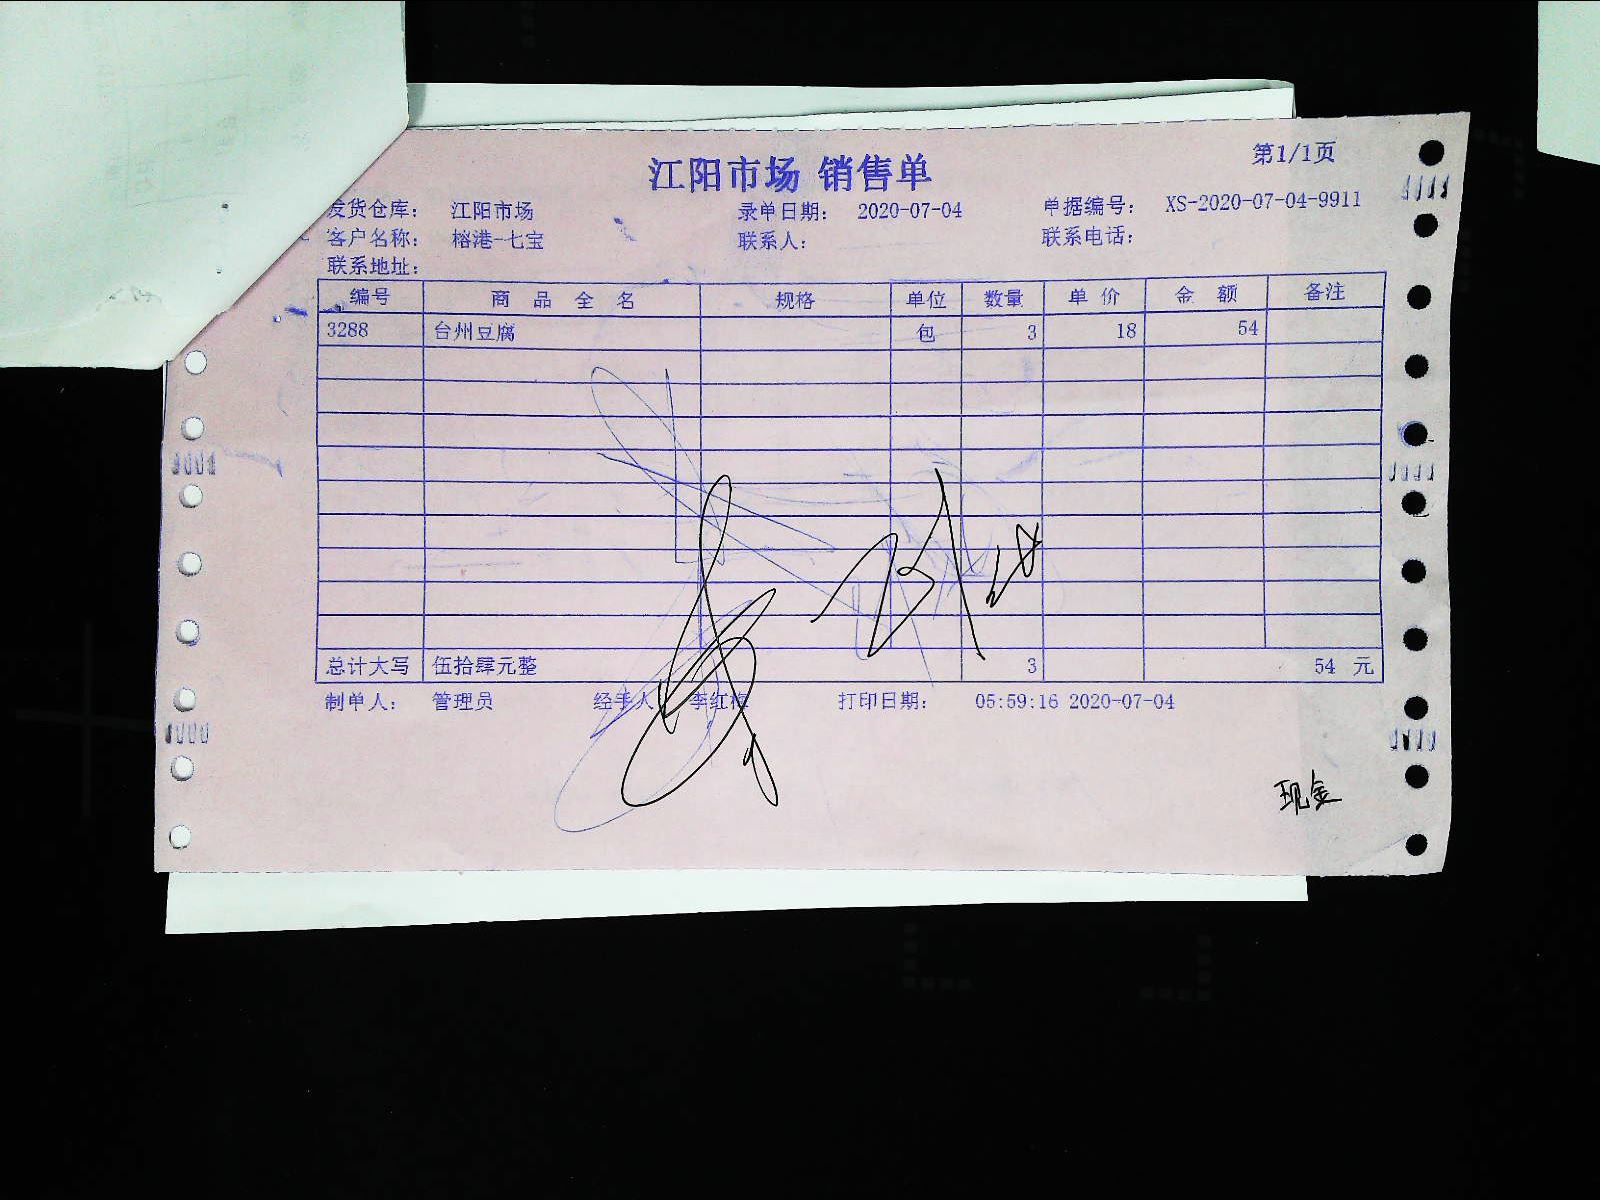 江阳市场 销售单
第1/1页
发货仓库: 江阳市场 录单日期: 2020-07-04 单据编号: XS-2020-07-04-9911
客户名称: 榕港-七宝 联系人: 联系电话:
联系地址:
编号 商品全名 规格 单位 数量 单价 金额 备注
3288 台州豆腐 包 3 18 54
总计大写 伍拾肆元整 3 54 元
制单人: 管理员 经手人 李红梅 打印日期: 05:59:16 2020-07-04
现金